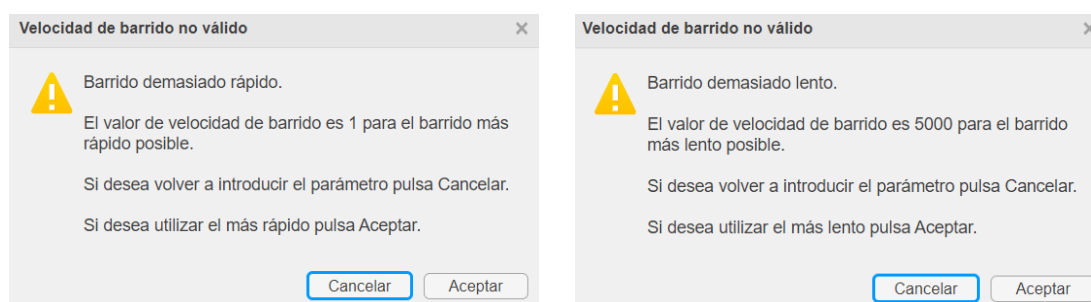 Velocidad de barrido no válido
Barrido demasiado rápido.
El valor de velocidad de barrido es 1 para el barrido más
rápido posible.
Si desea volver a introducir el parámetro pulsa Cancelar.
Si desea utilizar el más rápido pulsa Aceptar.
Cancelar
Aceptar
Velocidad de barrido no válido
Barrido demasiado lento.
El valor de velocidad de barrido es 5000 para el barrido
más lento posible.
Si desea volver a introducir el parámetro pulsa Cancelar.
Si desea utilizar el más lento pulsa Aceptar.
Cancelar
Aceptar